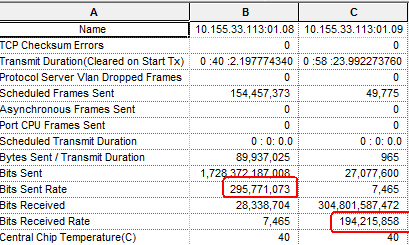 A B C
Name 10.155.33.113:01.08 10.155.33.113:01.09
TCP Checksum Errors 0 0
Transmit Duration(Cleared on Start Tx) 0 :40 :2.197774340 0 :58 :23.992273760
Protocol Server Vlan Dropped Frames 0 0
Scheduled Frames Sent 154,457,373 49,775
Asynchronous Frames Sent 0 0
Port CPU Frames Sent 0 0
Scheduled Transmit Duration 0 : 0: 0.0 0 : 0: 0.0
Bytes Sent / Transmit Duration 89,937,025 965
Bits Sent 1,728,372,187,008 27,077,600
Bits Sent Rate 295,771,073 7,465
Bits Received 28,338,704 304,801,587,472
Bits Received Rate 7,465 194,215,858
Central Chip Temperature(C) 40 40